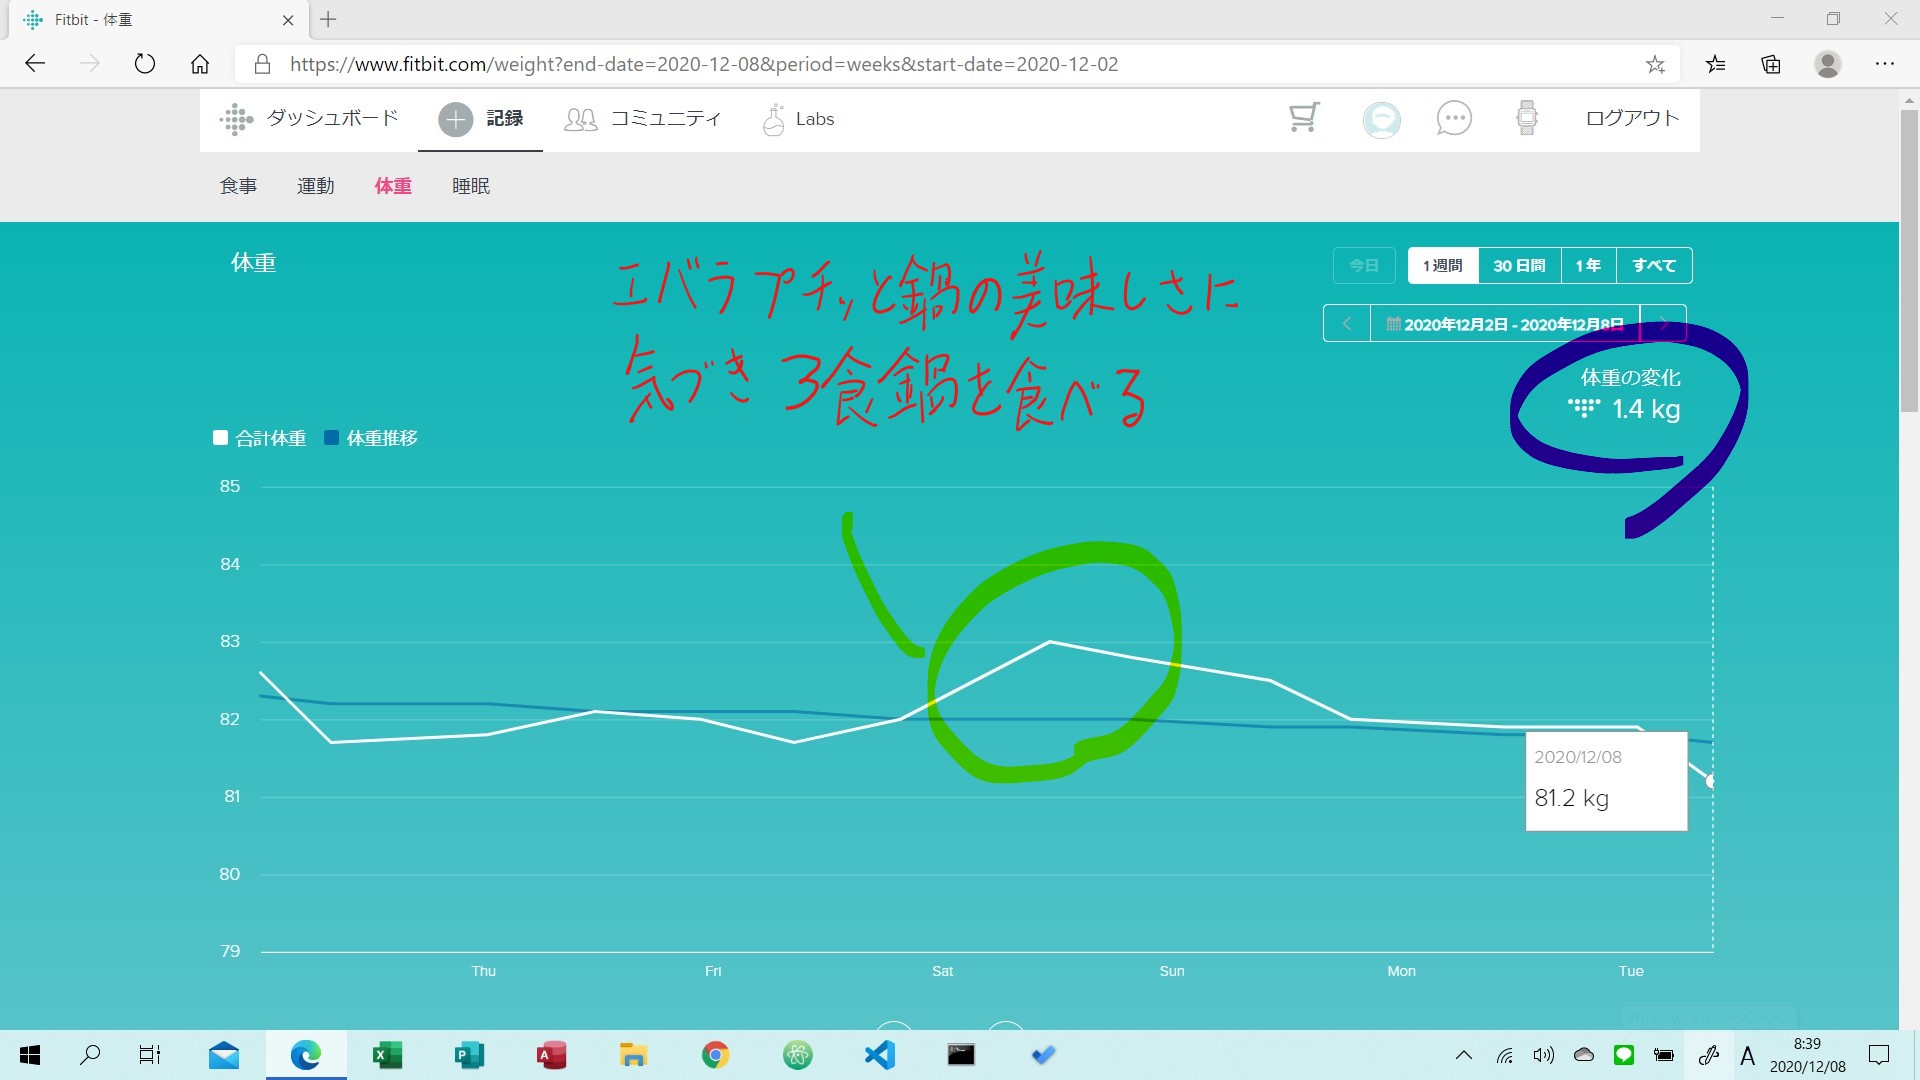 Fitbit - 体重
https://www.fitbit.com/weight?end-date=2020-12-08&period=weeks&start-date=2020-12-02
ダッシュボード 記録 コミュニティ Labs ログアウト
食事 運動 体重 睡眠
体重
今日 1週間 30日間 1年 すべて
2020年12月2日 - 2020年12月8日
エバラプチッと鍋の美味しさに
気づき3食鍋を食べる
体重の変化
1.4 kg
合計体重 体重推移
85
84
83
82
81
80
79
2020/12/08
81.2 kg
Thu Fri Sat Sun Mon Tue
A
8:39
2020/12/08